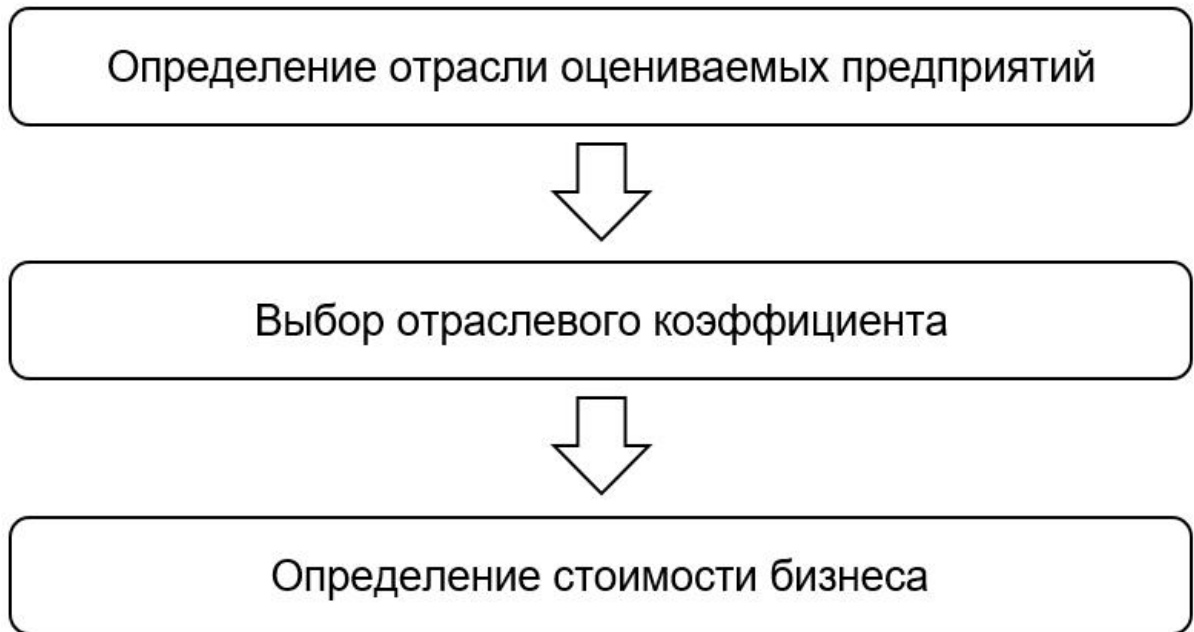 Определение отрасли оцениваемых предприятий
Выбор отраслевого коэффициента
Определение стоимости бизнеса